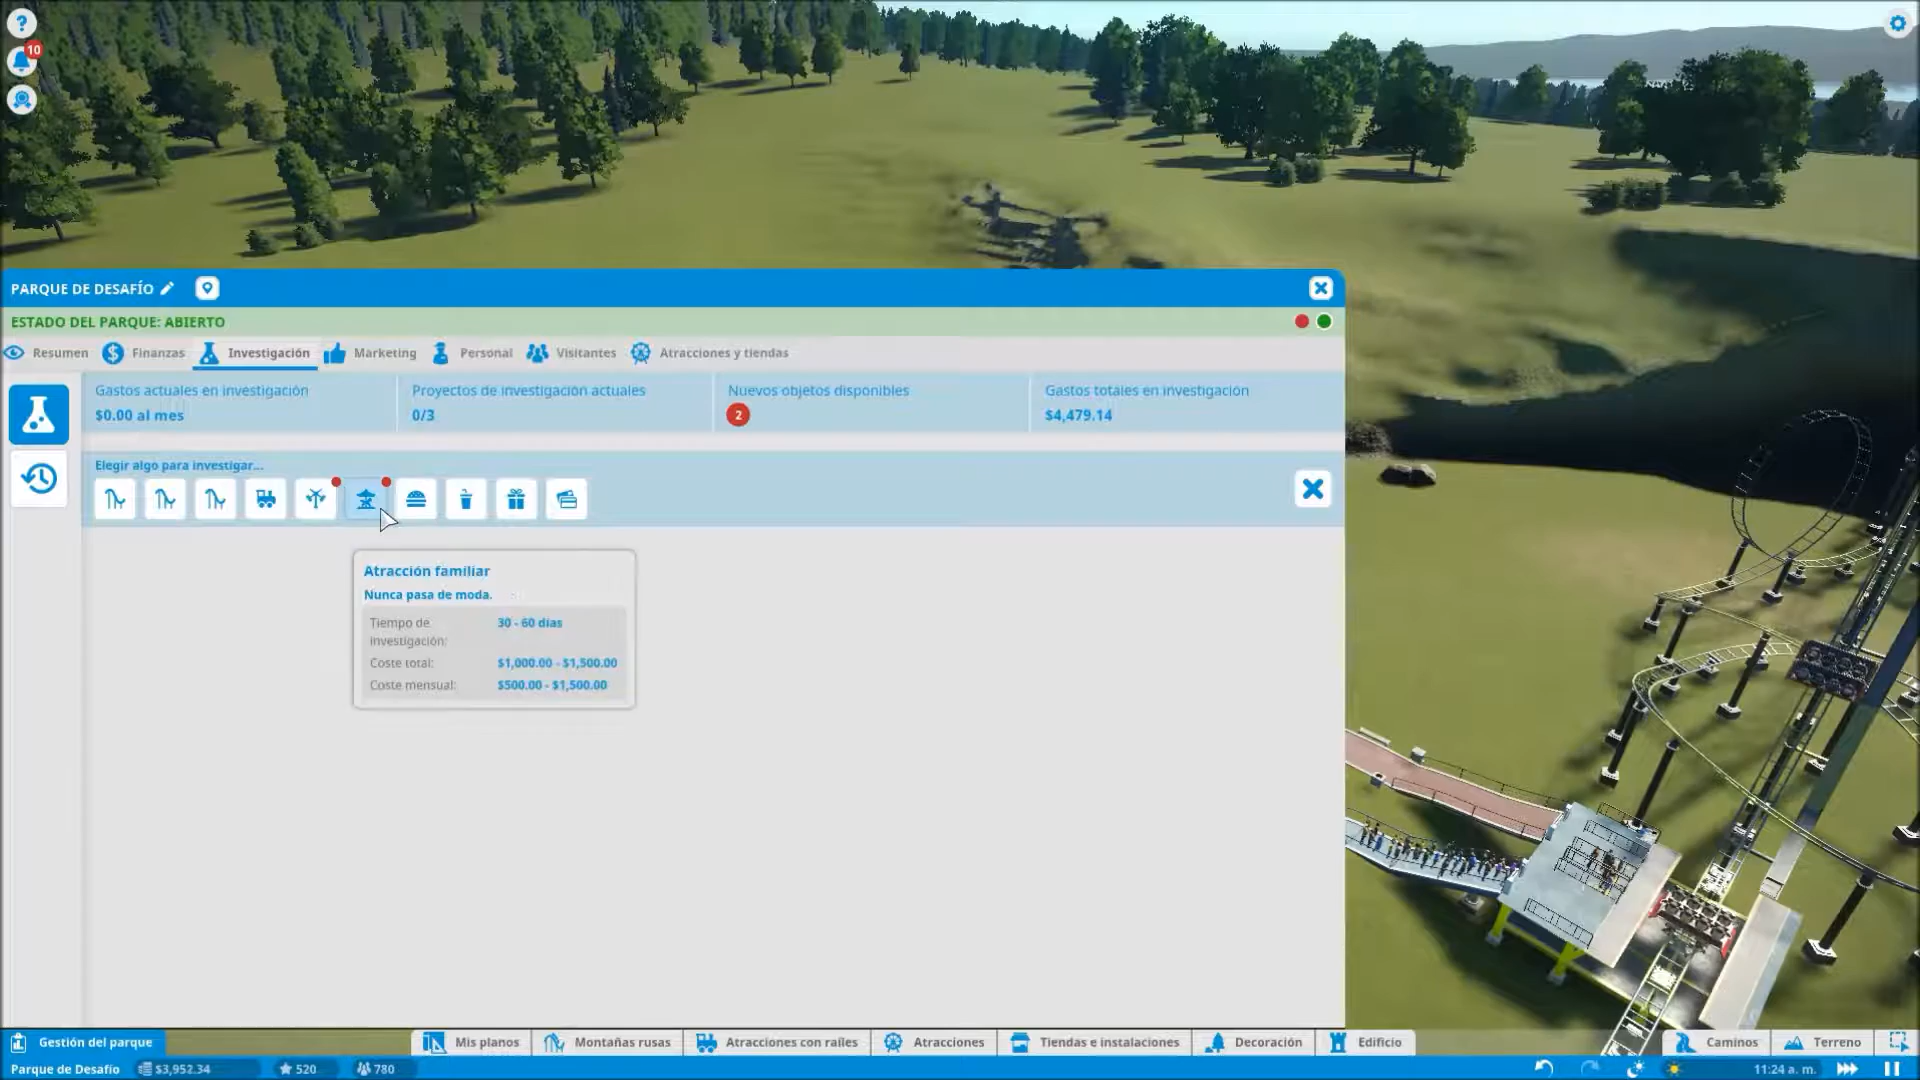 ?
10
PARQUE DE DESAFÍO
ESTADO DEL PARQUE: ABIERTO
Resumen Finanzas Investigación Marketing Personal Visitantes Atracciones y tiendas
Gastos actuales en investigación Proyectos de investigación actuales Nuevos objetos disponibles Gastos totales en investigación
$0.00 al mes 0/3 2 $4,479.14
Elegir algo para investigar...
Atracción familiar
Nunca pasa de moda.
Tiempo de 30 - 60 días
investigación:
Coste total: $1,000.00 - $1,500.00
Coste mensual: $500.00 - $1,500.00
Gestión del parque Mis planos Montañas rusas Atracciones con raíles Atracciones Tiendas e instalaciones Decoración Edificio Caminos Terreno
Parque de Desafío $3,952.34 520 780 11:24 a. m.